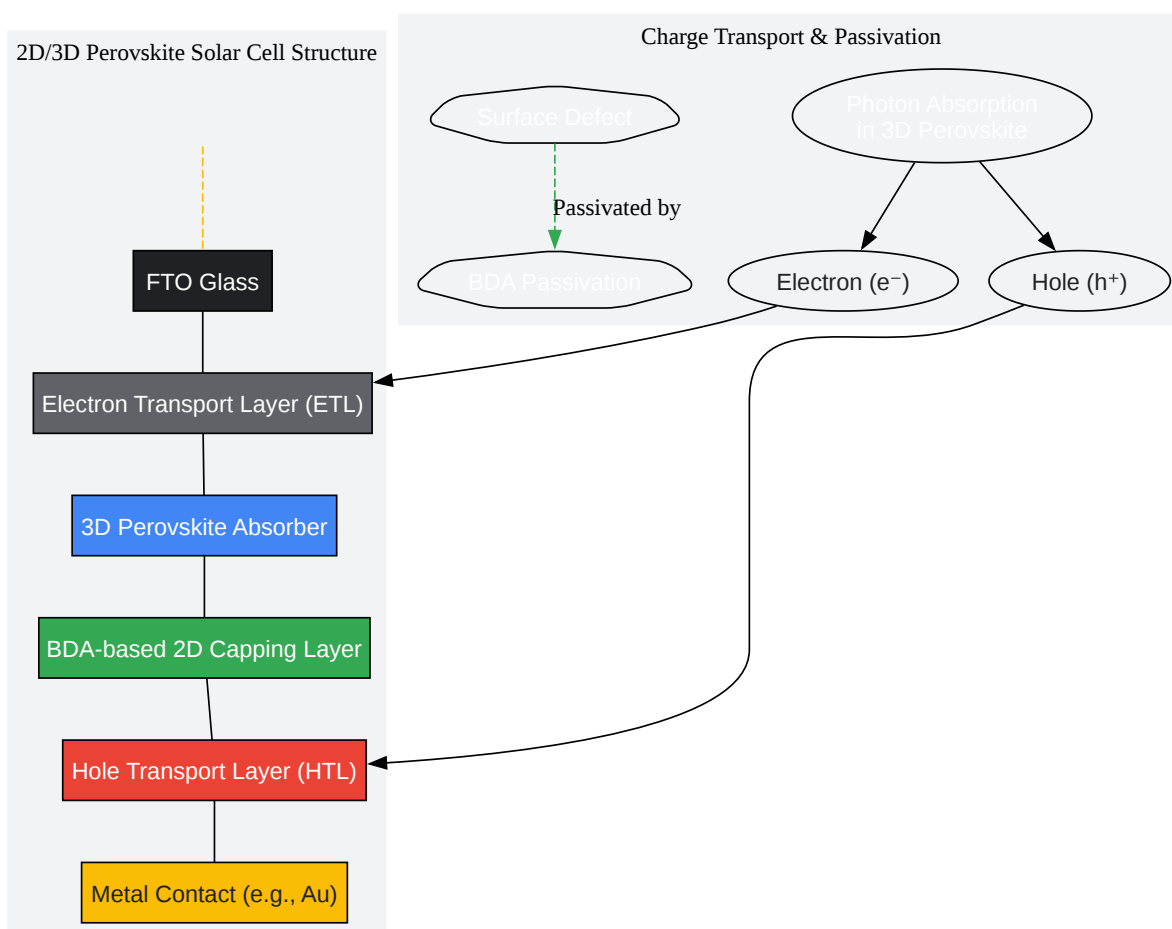 2D/3D Perovskite Solar Cell Structure
FTO Glass
Electron Transport Layer (ETL)
3D Perovskite Absorber
BDA-based 2D Capping Layer
Hole Transport Layer (HTL)
Metal Contact (e.g., Au)
Charge Transport & Passivation
Surface Defect
Photon Absorption
in 3D Perovskite
Passivated by
BDA Passivation
Electron (e⁻)
Hole (h⁺)